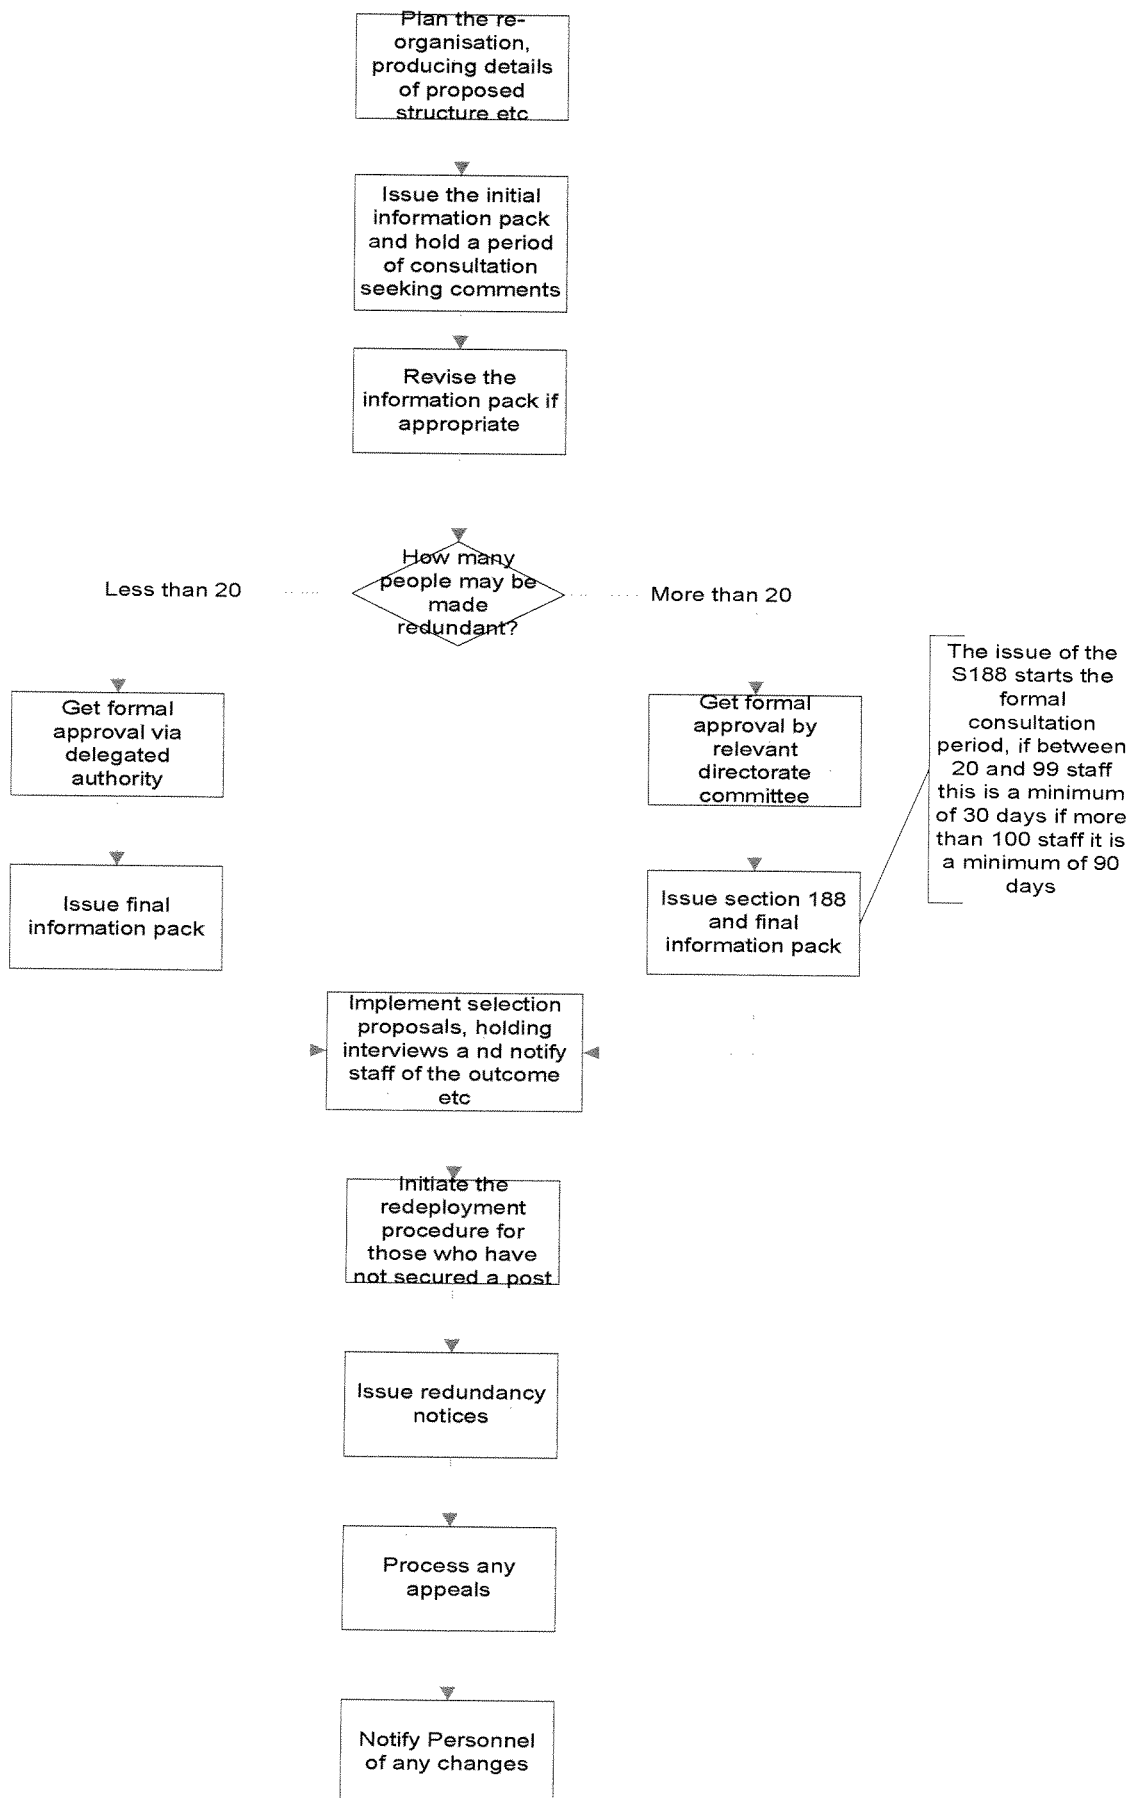 Plan the re-
organisation,
producing details
of proposed
structure etc
Issue the initial
information pack
and hold a period
of consultation
seeking comments
Revise the
information pack if
appropriate
How many
people may be
made
redundant?
Less than 20
More than 20
Get formal
approval via
delegated
authority
Get formal
approval by
relevant
directorate
committee
The issue of the
S188 starts the
formal
consultation
period, if between
20 and 99 staff
this is a minimum
of 30 days if more
than 100 staff it is
a minimum of 90
days
Issue final
information pack
Issue section 188
and final
information pack
Implement selection
proposals, holding
interviews a nd notify
staff of the outcome
etc
Initiate the
redeployment
procedure for
those who have
not secured a post
Issue redundancy
notices
Process any
appeals
Notify Personnel
of any changes